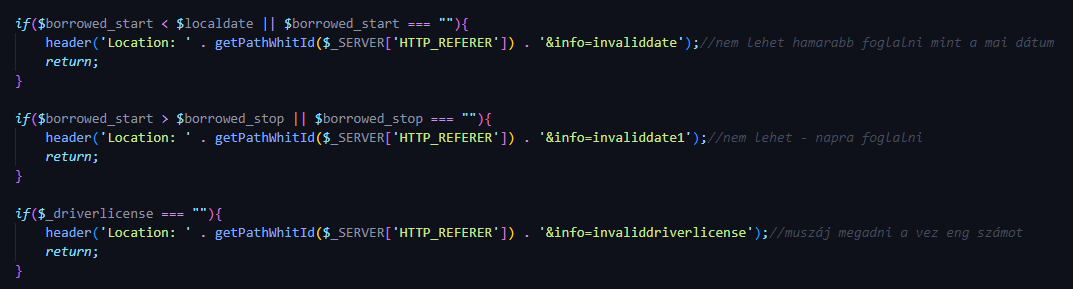 if($borrowed_start < $localdate || $borrowed_start === ""){
    header('Location: ' . getPathWhitId($_SERVER['HTTP_REFERER']) . '&info=invaliddate');//nem lehet hamarabb foglalni mint a mai dátum
    return;
}

if($borrowed_start > $borrowed_stop || $borrowed_stop === ""){
    header('Location: ' . getPathWhitId($_SERVER['HTTP_REFERER']) . '&info=invaliddate1');//nem lehet - napra foglalni
    return;
}

if($_driverlicense === ""){
    header('Location: ' . getPathWhitId($_SERVER['HTTP_REFERER']) . '&info=invaliddriverlicense');//muszáj megadni a vez eng számot
    return;
}